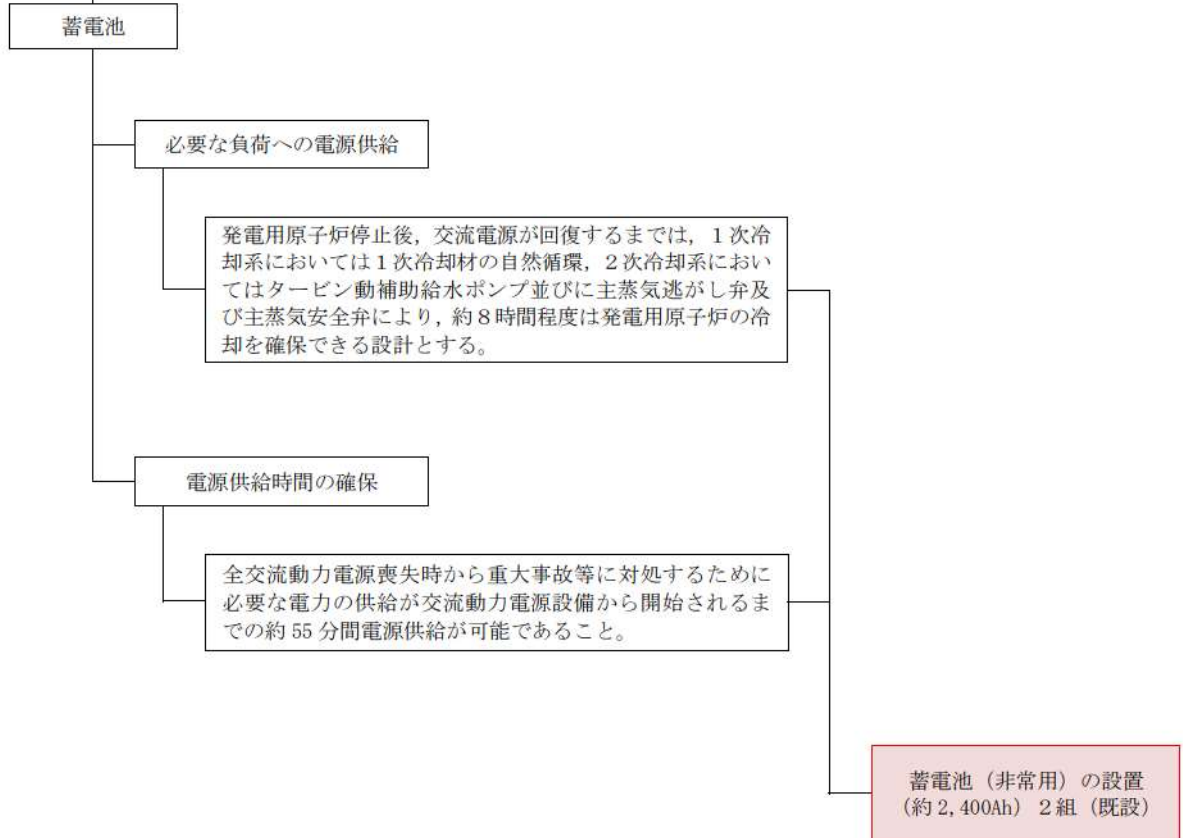 蓄電池
必要な負荷への電源供給
発電用原子炉停止後，交流電源が回復するまでは，１次冷
却系においては１次冷却材の自然循環，２次冷却系におい
てはタービン動補助給水ポンプ並びに主蒸気逃がし弁及
び主蒸気安全弁により，約８時間程度は発電用原子炉の冷
却を確保できる設計とする。
電源供給時間の確保
全交流動力電源喪失時から重大事故等に対処するために
必要な電力の供給が交流動力電源設備から開始されるま
での約 55 分間電源供給が可能であること。
蓄電池（非常用）の設置
（約 2,400Ah）２組（既設）